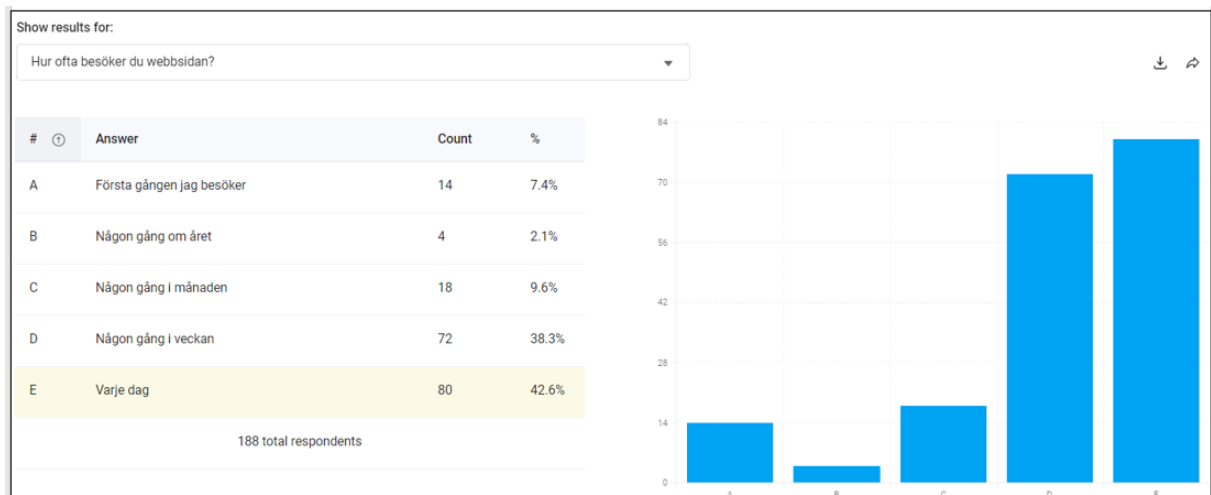 Show results for:
Hur ofta besöker du webbsidan?
# Answer Count %
A Första gången jag besöker 14 7.4%
B Någon gång om året 4 2.1%
C Någon gång i månaden 18 9.6%
D Någon gång i veckan 72 38.3%
E Varje dag 80 42.6%
188 total respondents
84
70
56
42
28
14
0
A B C D E